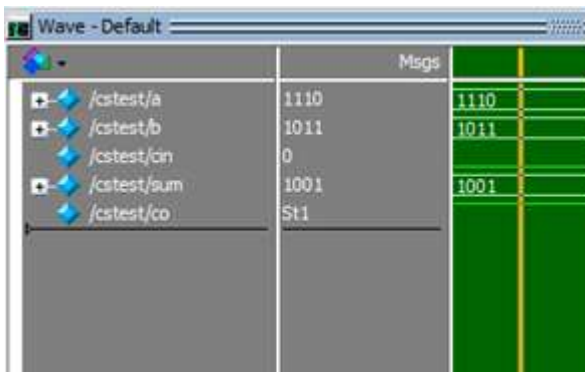 Wave - Default
Msgs
/cstest/a 1110 1110
/cstest/b 1011 1011
/cstest/cin 0
/cstest/sum 1001 1001
/cstest/co St1